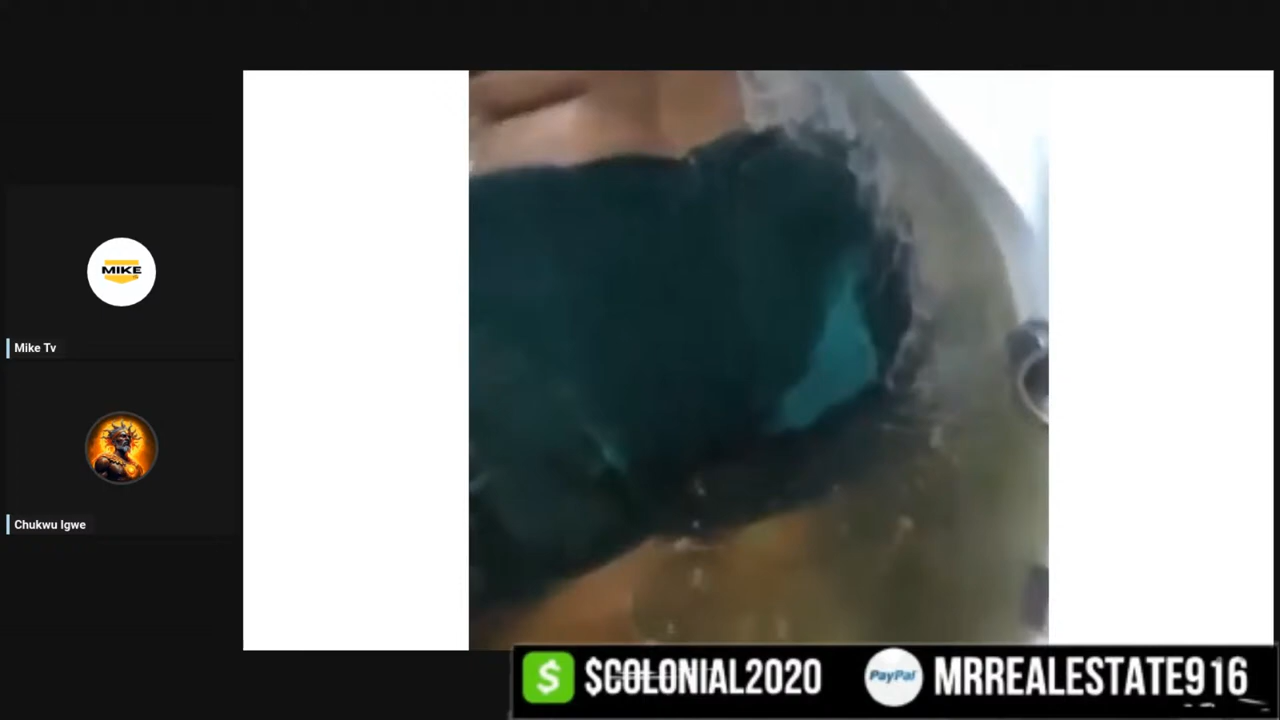 MIKE
Mike Tv
Chukwu Igwe
$ $COLONIAL2020 PayPal MRREALESTATE916